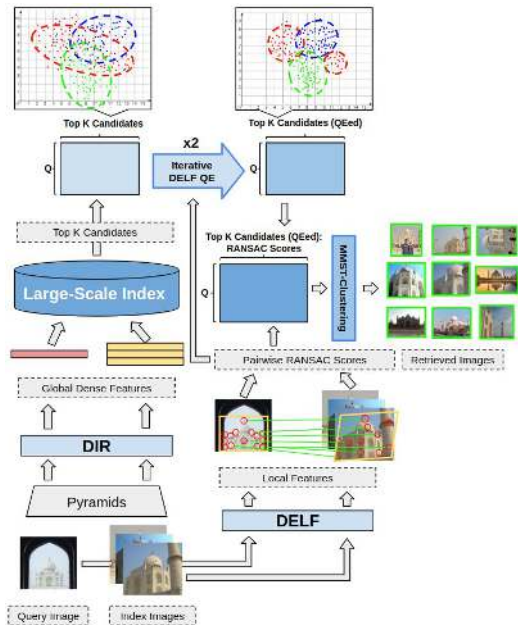 Top K Candidates
Top K Candidates (QEed)
x2
Q
Iterative
DELF QE
Q
Top K Candidates
Top K Candidates (QEed):
RANSAC Scores
Large-Scale Index
Q
MMST-Clustering
Pairwise RANSAC Scores
Retrieved Images
Global Dense Features
DIR
Local Features
Pyramids
DELF
Query Image
Index Images